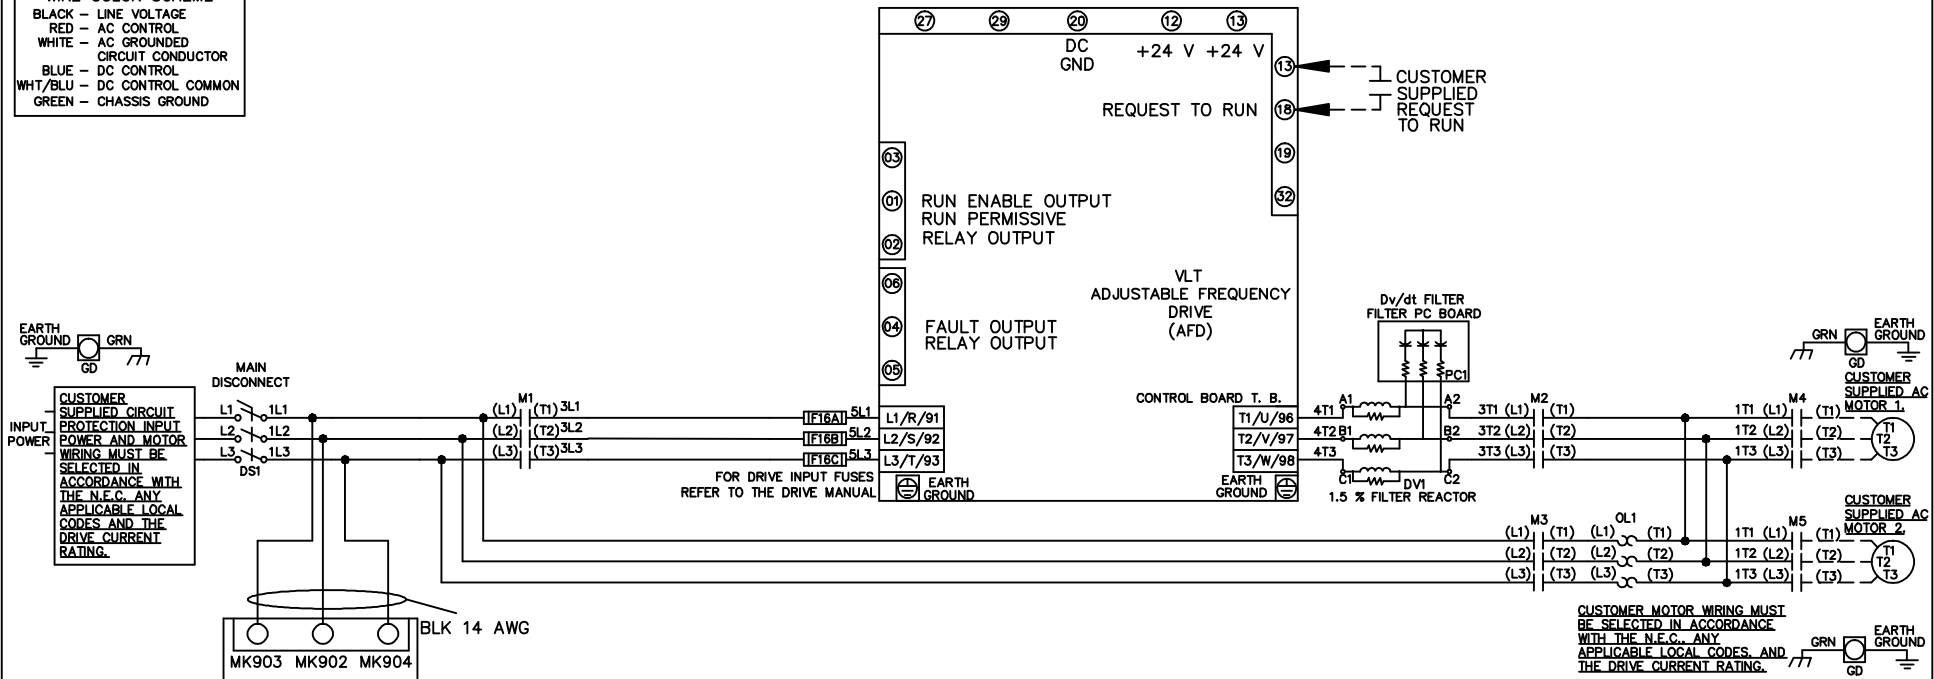 BLACK – LINE VOLTAGE
RED – AC CONTROL
WHITE – AC GROUNDED
CIRCUIT CONDUCTOR
BLUE – DC CONTROL
WHT/BLU – DC CONTROL COMMON
GREEN – CHASSIS GROUND
27 29 20 12 13
DC
GND
+24 V +24 V
13
18
19
32
REQUEST TO RUN
CUSTOMER
SUPPLIED
REQUEST
TO RUN
03
01
02
RUN ENABLE OUTPUT
RUN PERMISSIVE
RELAY OUTPUT
06
04
05
FAULT OUTPUT
RELAY OUTPUT
VLT
ADJUSTABLE FREQUENCY
DRIVE
(AFD)
Dv/dt FILTER
FILTER PC BOARD
PC1
EARTH
GROUND
GRN
GD
INPUT
POWER
CUSTOMER
SUPPLIED CIRCUIT
PROTECTION INPUT
POWER AND MOTOR
WIRING MUST BE
SELECTED IN
ACCORDANCE WITH
THE N.E.C. ANY
APPLICABLE LOCAL
CODES AND THE
DRIVE CURRENT
RATING.
MAIN
DISCONNECT
L1 1L1
L2 1L2
L3 1L3
DS1
M1
(L1) (T1) 3L1
(L2) (T2) 3L2
(L3) (T3) 3L3
F16A 5L1
F16B 5L2
F16C 5L3
FOR DRIVE INPUT FUSES
REFER TO THE DRIVE MANUAL
L1/R/91
L2/S/92
L3/T/93
EARTH
GROUND
CONTROL BOARD T. B.
T1/U/96
T2/V/97
T3/W/98
EARTH
GROUND
4T1 A1 A2
4T2 B1 B2
4T3 C1 C2
DV1
1.5 % FILTER REACTOR
M2
3T1 (L1) (T1)
3T2 (L2) (T2)
3T3 (L3) (T3)
M4
1T1 (L1) (T1)
1T2 (L2) (T2)
1T3 (L3) (T3)
GRN
EARTH
GROUND
GD
CUSTOMER
SUPPLIED AC
MOTOR 1.
T1
T2
T3
M3
(L1) (T1)
(L2) (T2)
(L3) (T3)
OL1
(L1) (T1)
(L2) (T2)
(L3) (T3)
M5
1T1 (L1) (T1)
1T2 (L2) (T2)
1T3 (L3) (T3)
CUSTOMER
SUPPLIED AC
MOTOR 2.
T1
T2
T3
BLK 14 AWG
MK903 MK902 MK904
CUSTOMER MOTOR WIRING MUST
BE SELECTED IN ACCORDANCE
WITH THE N.E.C., ANY
APPLICABLE LOCAL CODES, AND
THE DRIVE CURRENT RATING.
GRN
EARTH
GROUND
GD